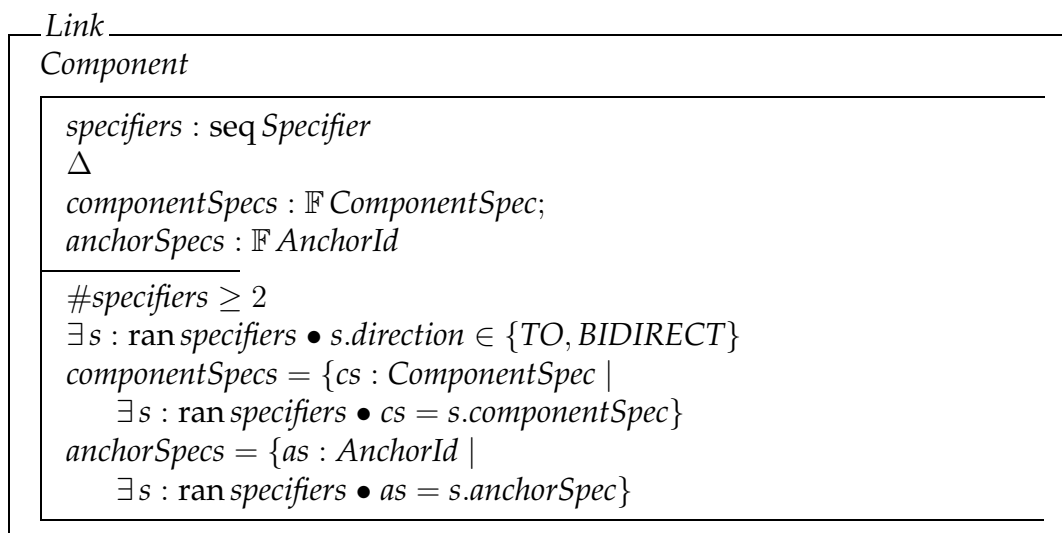 Link
Component
specifiers : seq Specifier
Δ
componentSpecs : 𝔽 ComponentSpec;
anchorSpecs : 𝔽 AnchorId
#specifiers ≥ 2
∃ s : ran specifiers • s.direction ∈ {TO, BIDIRECT}
componentSpecs = {cs : ComponentSpec |
∃ s : ran specifiers • cs = s.componentSpec}
anchorSpecs = {as : AnchorId |
∃ s : ran specifiers • as = s.anchorSpec}